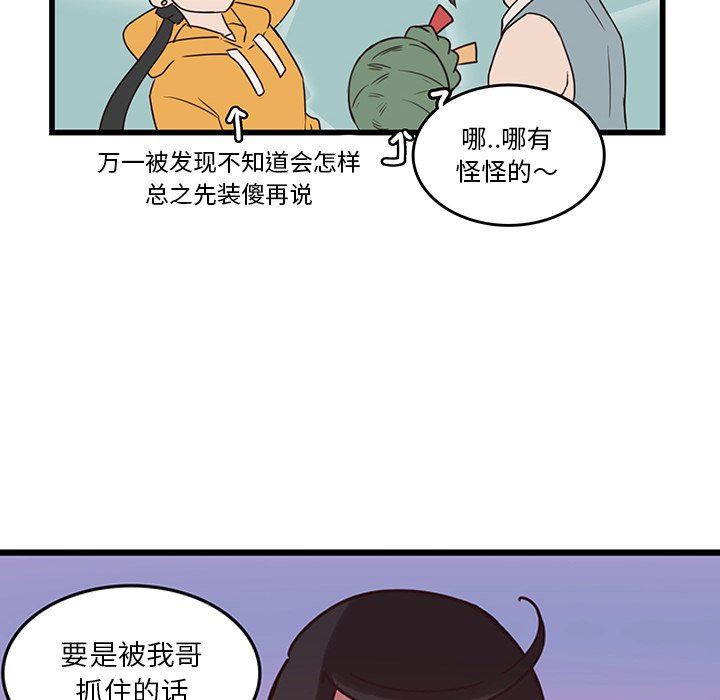 哪..哪有
怪怪的～
万一被发现不知道会怎样
总之先装傻再说
要是被我哥
抓住的话